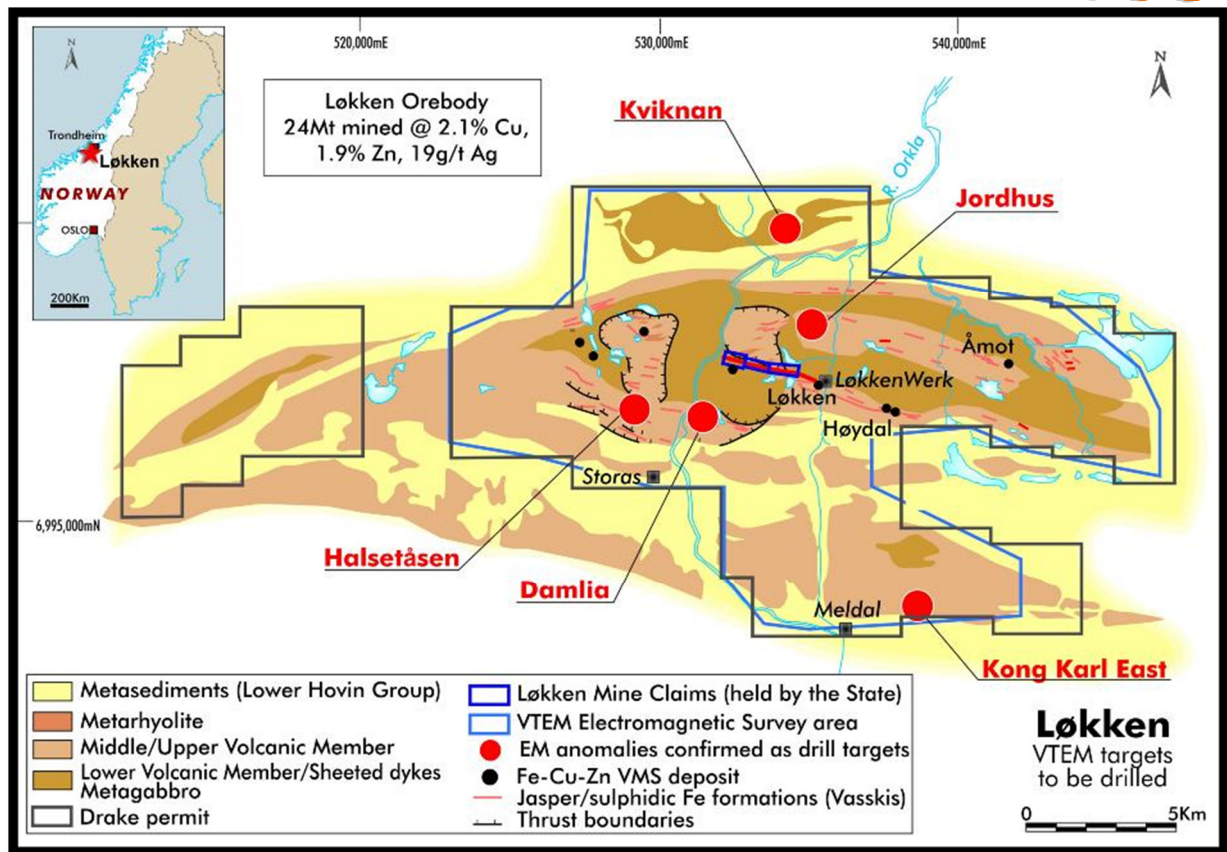 520,000mE
530,000mE
540,000mE
N
Trondheim
Løkken
NORWAY
OSLO
200Km
Løkken Orebody
24Mt mined @ 2.1% Cu,
1.9% Zn, 19g/t Ag
Kviknan
R. Orkla
N
Jordhus
Åmot
LøkkenWerk
Løkken
Høydal
Storas
6,995,000mN
Halsetåsen
Damlia
Meldal
Kong Karl East
Metasediments (Lower Hovin Group)
Metarhyolite
Middle/Upper Volcanic Member
Lower Volcanic Member/Sheeted dykes
Metagabbro
Drake permit
Løkken Mine Claims (held by the State)
VTEM Electromagnetic Survey area
EM anomalies confirmed as drill targets
Fe-Cu-Zn VMS deposit
Jasper/sulphidic Fe formations (Vasskis)
Thrust boundaries
Løkken
VTEM targets
to be drilled
0 5Km